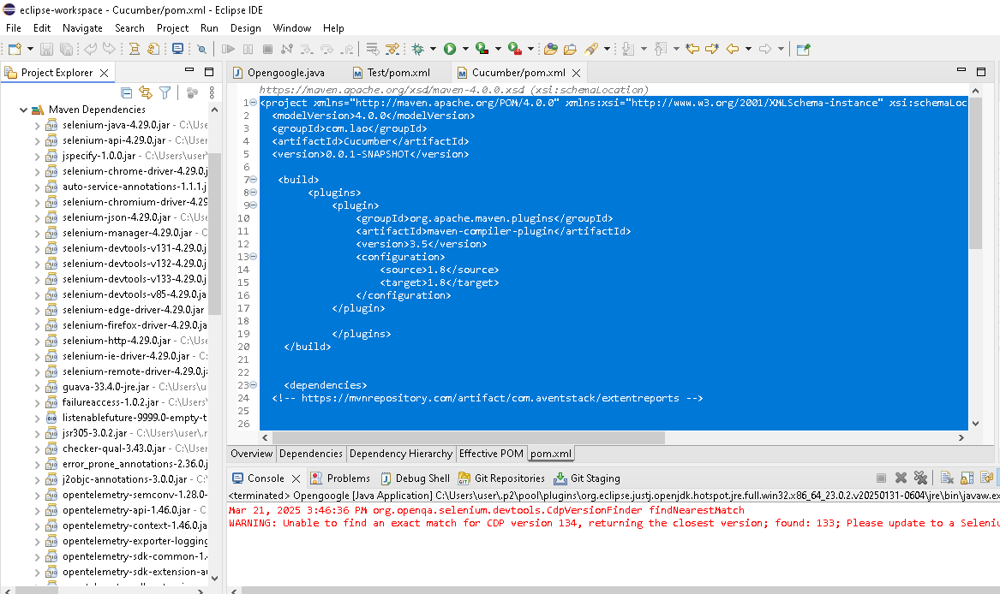 eclipse-workspace - Cucumber/pom.xml - Eclipse IDE
File Edit Navigate Search Project Run Design Window Help
Project Explorer
Maven Dependencies
selenium-java-4.29.0.jar - C:\Use
selenium-api-4.29.0.jar - C:\User
jspecify-1.0.0.jar - C:\Users\user\
selenium-chrome-driver-4.29.0.j
auto-service-annotations-1.1.1.j
selenium-chromium-driver-4.29
selenium-json-4.29.0.jar - C:\Use
selenium-manager-4.29.0.jar - C
selenium-devtools-v131-4.29.0.j
selenium-devtools-v132-4.29.0.j
selenium-devtools-v133-4.29.0.j
selenium-devtools-v85-4.29.0.ja
selenium-edge-driver-4.29.0.jar
selenium-firefox-driver-4.29.0.ja
selenium-http-4.29.0.jar - C:\Use
selenium-ie-driver-4.29.0.jar - C:
selenium-remote-driver-4.29.0.j
guava-33.4.0-jre.jar - C:\Users\u
failureaccess-1.0.2.jar - C:\Users\
listenablefuture-9999.0-empty-t
jsr305-3.0.2.jar - C:\Users\user\.r
checker-qual-3.43.0.jar - C:\User
error_prone_annotations-2.36.0.j
j2objc-annotations-3.0.0.jar - C:
opentelemetry-semconv-1.28.0-
opentelemetry-api-1.46.0.jar - C
opentelemetry-context-1.46.0.ja
opentelemetry-exporter-logging
opentelemetry-sdk-common-1.4
opentelemetry-sdk-extension-a
Opengoogle.java Test/pom.xml Cucumber/pom.xml
https://maven.apache.org/xsd/maven-4.0.0.xsd (xsi:schemaLocation)
1 <project xmlns="http://maven.apache.org/POM/4.0.0" xmlns:xsi="http://www.w3.org/2001/XMLSchema-instance" xsi:schemaLoc
2 <modelVersion>4.0.0</modelVersion>
3 <groupId>com.lao</groupId>
4 <artifactId>Cucumber</artifactId>
5 <version>0.0.1-SNAPSHOT</version>
6
7 <build>
8 <plugins>
9 <plugin>
10 <groupId>org.apache.maven.plugins</groupId>
11 <artifactId>maven-compiler-plugin</artifactId>
12 <version>3.5</version>
13 <configuration>
14 <source>1.8</source>
15 <target>1.8</target>
16 </configuration>
17 </plugin>
18
19 </plugins>
20 </build>
21
22
23 <dependencies>
24 <!-- https://mvnrepository.com/artifact/com.aventstack/extentreports -->
25
26
Overview Dependencies Dependency Hierarchy Effective POM pom.xml
Console Problems Debug Shell Git Repositories Git Staging
<terminated> Opengoogle [Java Application] C:\Users\user\.p2\pool\plugins\org.eclipse.justj.openjdk.hotspot.jre.full.win32.x86_64_23.0.2.v20250131-0604\jre\bin\javaw.ex
Mar 21, 2025 3:46:36 PM org.openqa.selenium.devtools.CdpVersionFinder findNearestMatch
WARNING: Unable to find an exact match for CDP version 134, returning the closest version; found: 133; Please update to a Seleniu